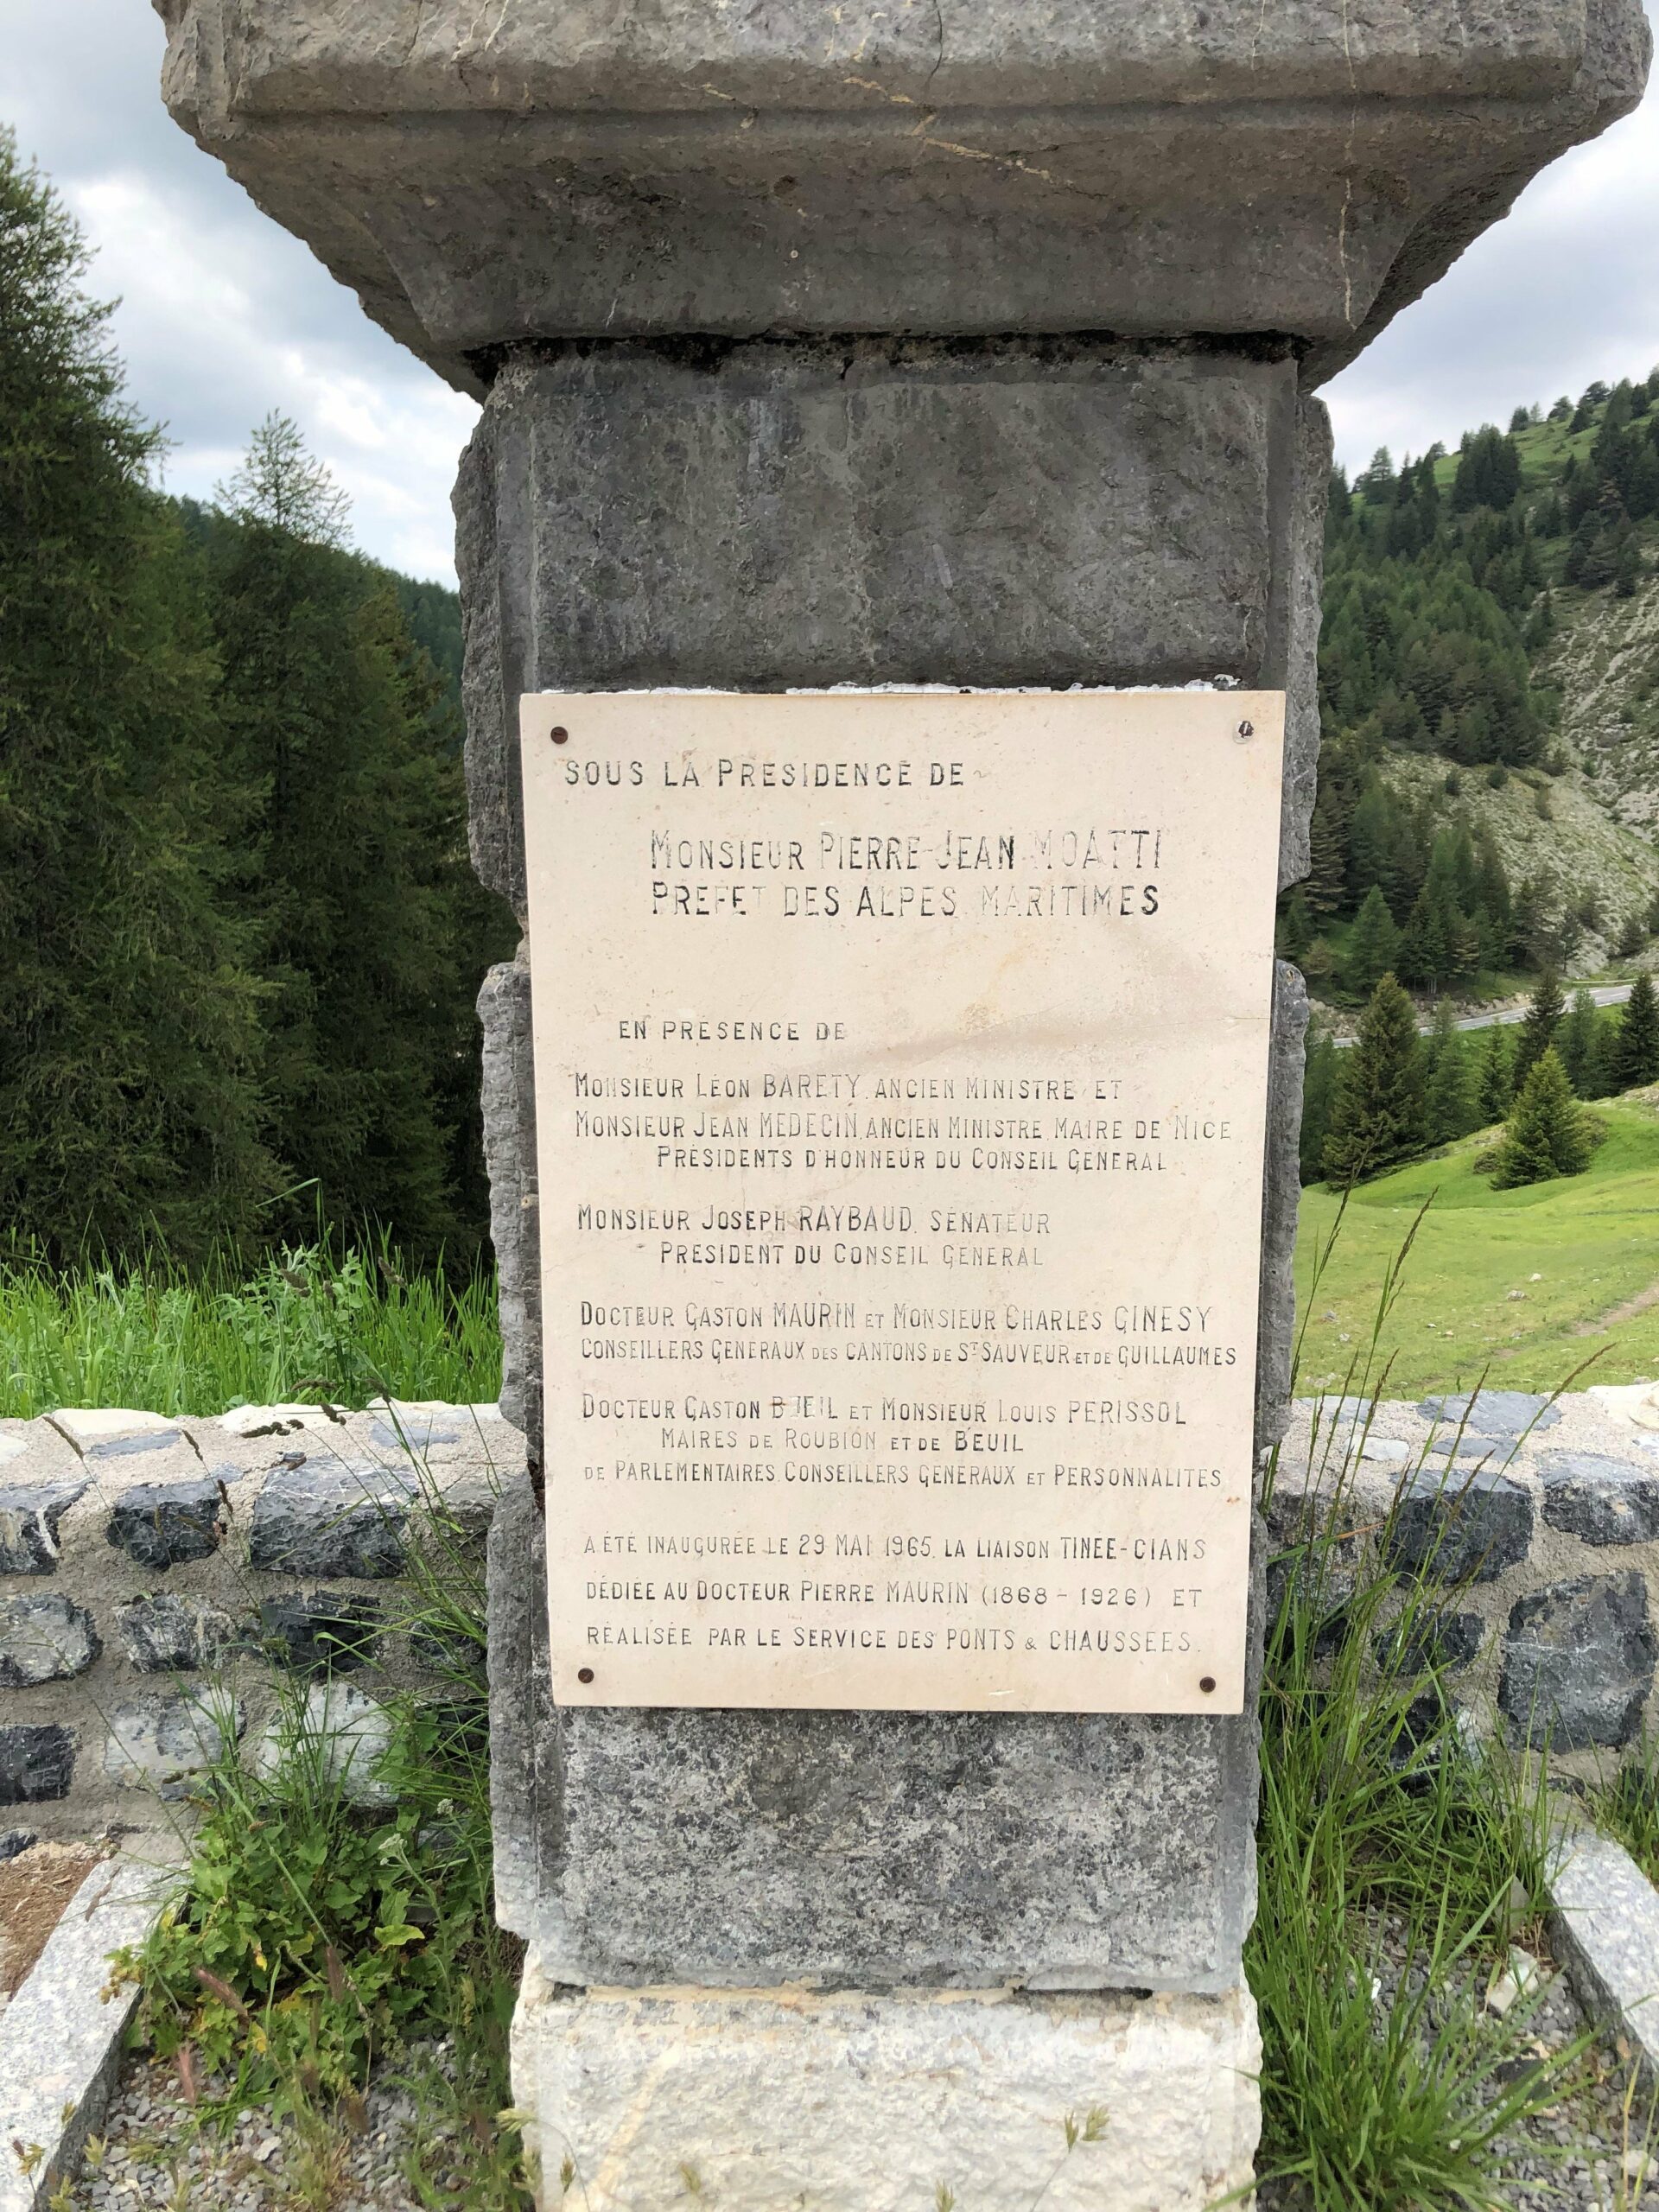 SOUS LA PRESIDENCE DE
MONSIEUR PIERRE-JEAN MOATTI
PREFET DES ALPES MARITIMES
EN PRESENCE DE
MONSIEUR LÉON BARETY, ANCIEN MINISTRE ET
MONSIEUR JEAN MEDECIN, ANCIEN MINISTRE, MAIRE DE NICE
PRÉSIDENTS D'HONNEUR DU CONSEIL GENERAL
MONSIEUR JOSEPH RAYBAUD, SENATEUR
PRESIDENT DU CONSEIL GENERAL
DOCTEUR GASTON MAURIN ET MONSIEUR CHARLES GINESY
CONSEILLERS GENERAUX DES CANTONS DE ST SAUVEUR ET DE GUILLAUMES
DOCTEUR GASTON BUEIL ET MONSIEUR LOUIS PERISSOL
MAIRES DE ROUBION ET DE BEUIL
DE PARLEMENTAIRES, CONSEILLERS GENERAUX ET PERSONNALITES
A ÉTÉ INAUGURÉE LE 29 MAI 1965, LA LIAISON TINEE-CIANS
DÉDIÉE AU DOCTEUR PIERRE MAURIN (1868 - 1926) ET
RÉALISÉE PAR LE SERVICE DES PONTS & CHAUSSEES.